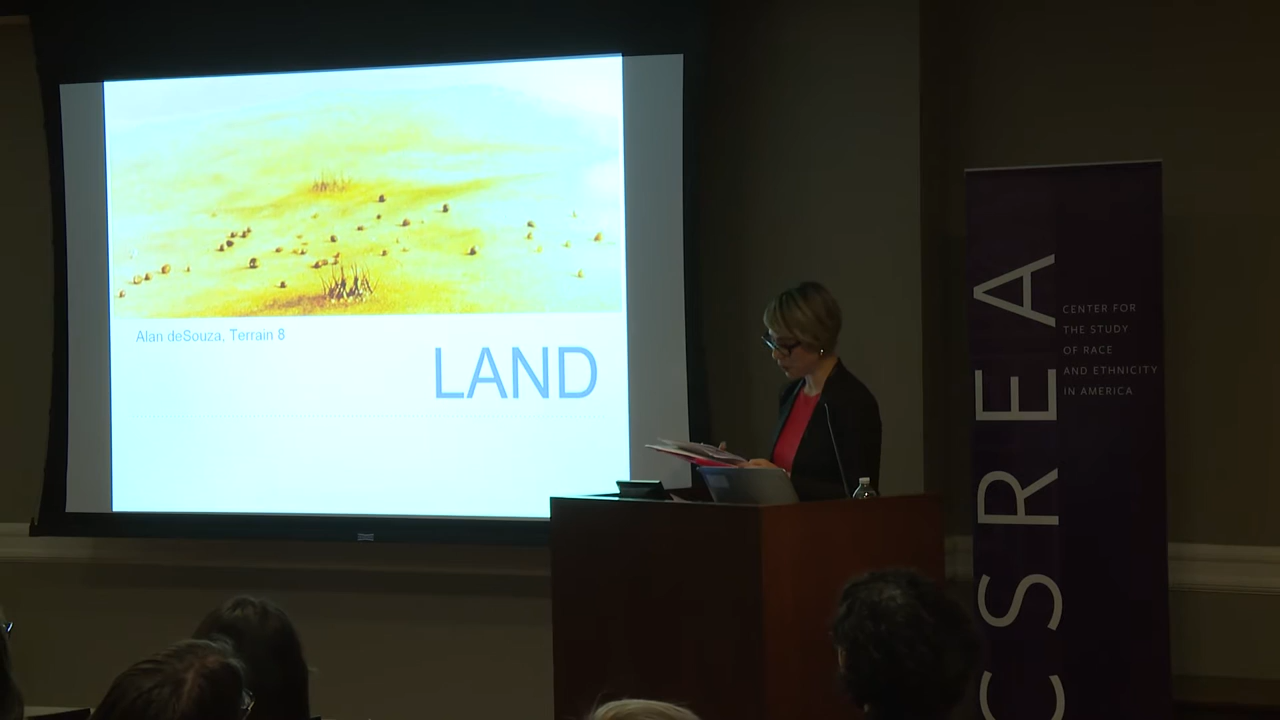 Alan deSouza, Terrain 8
LAND
CSREA
CENTER FOR
THE STUDY
OF RACE
AND ETHNICITY
IN AMERICA